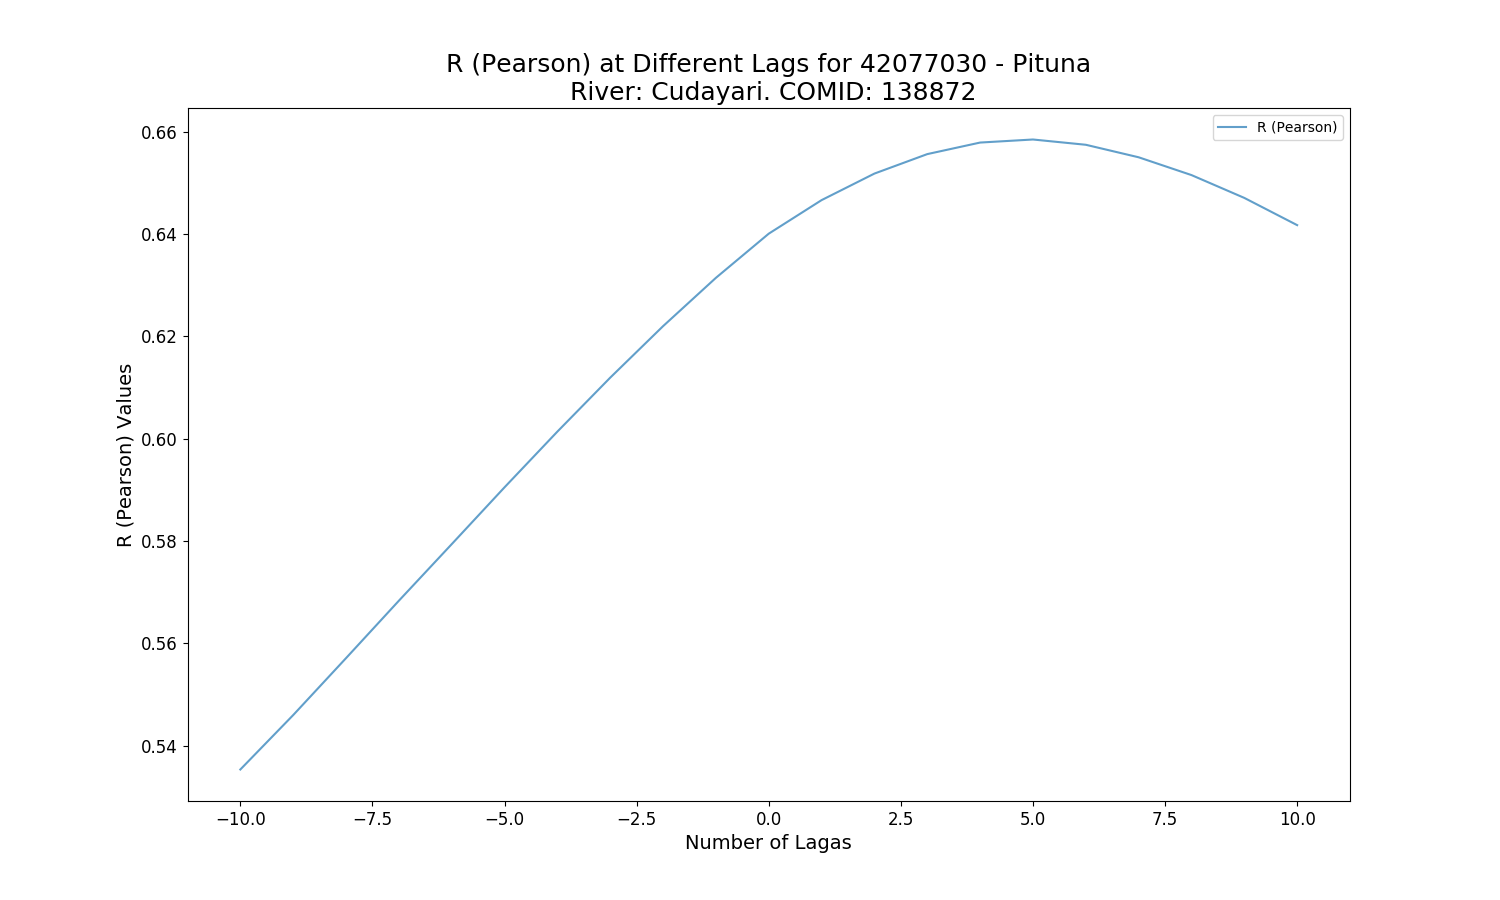 R (Pearson) at Different Lags for 42077030 - Pituna
River: Cudayari. COMID: 138872
R (Pearson)
R (Pearson) Values
0.66
0.64
0.62
0.60
0.58
0.56
0.54
−10.0 −7.5 −5.0 −2.5 0.0 2.5 5.0 7.5 10.0
Number of Lagas